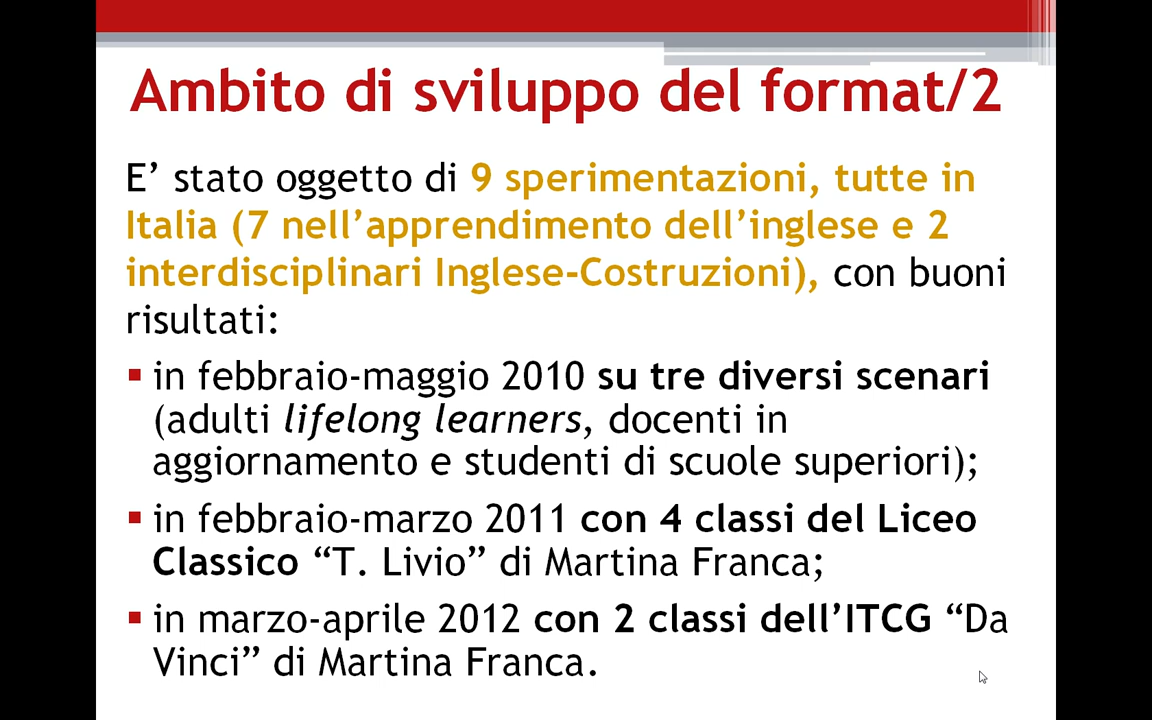 Ambito di sviluppo del format/2
E’ stato oggetto di 9 sperimentazioni, tutte in
Italia (7 nell’apprendimento dell’inglese e 2
interdisciplinari Inglese-Costruzioni), con buoni
risultati:
▪ in febbraio-maggio 2010 su tre diversi scenari
(adulti lifelong learners, docenti in
aggiornamento e studenti di scuole superiori);
▪ in febbraio-marzo 2011 con 4 classi del Liceo
Classico “T. Livio” di Martina Franca;
▪ in marzo-aprile 2012 con 2 classi dell’ITCG “Da
Vinci” di Martina Franca.